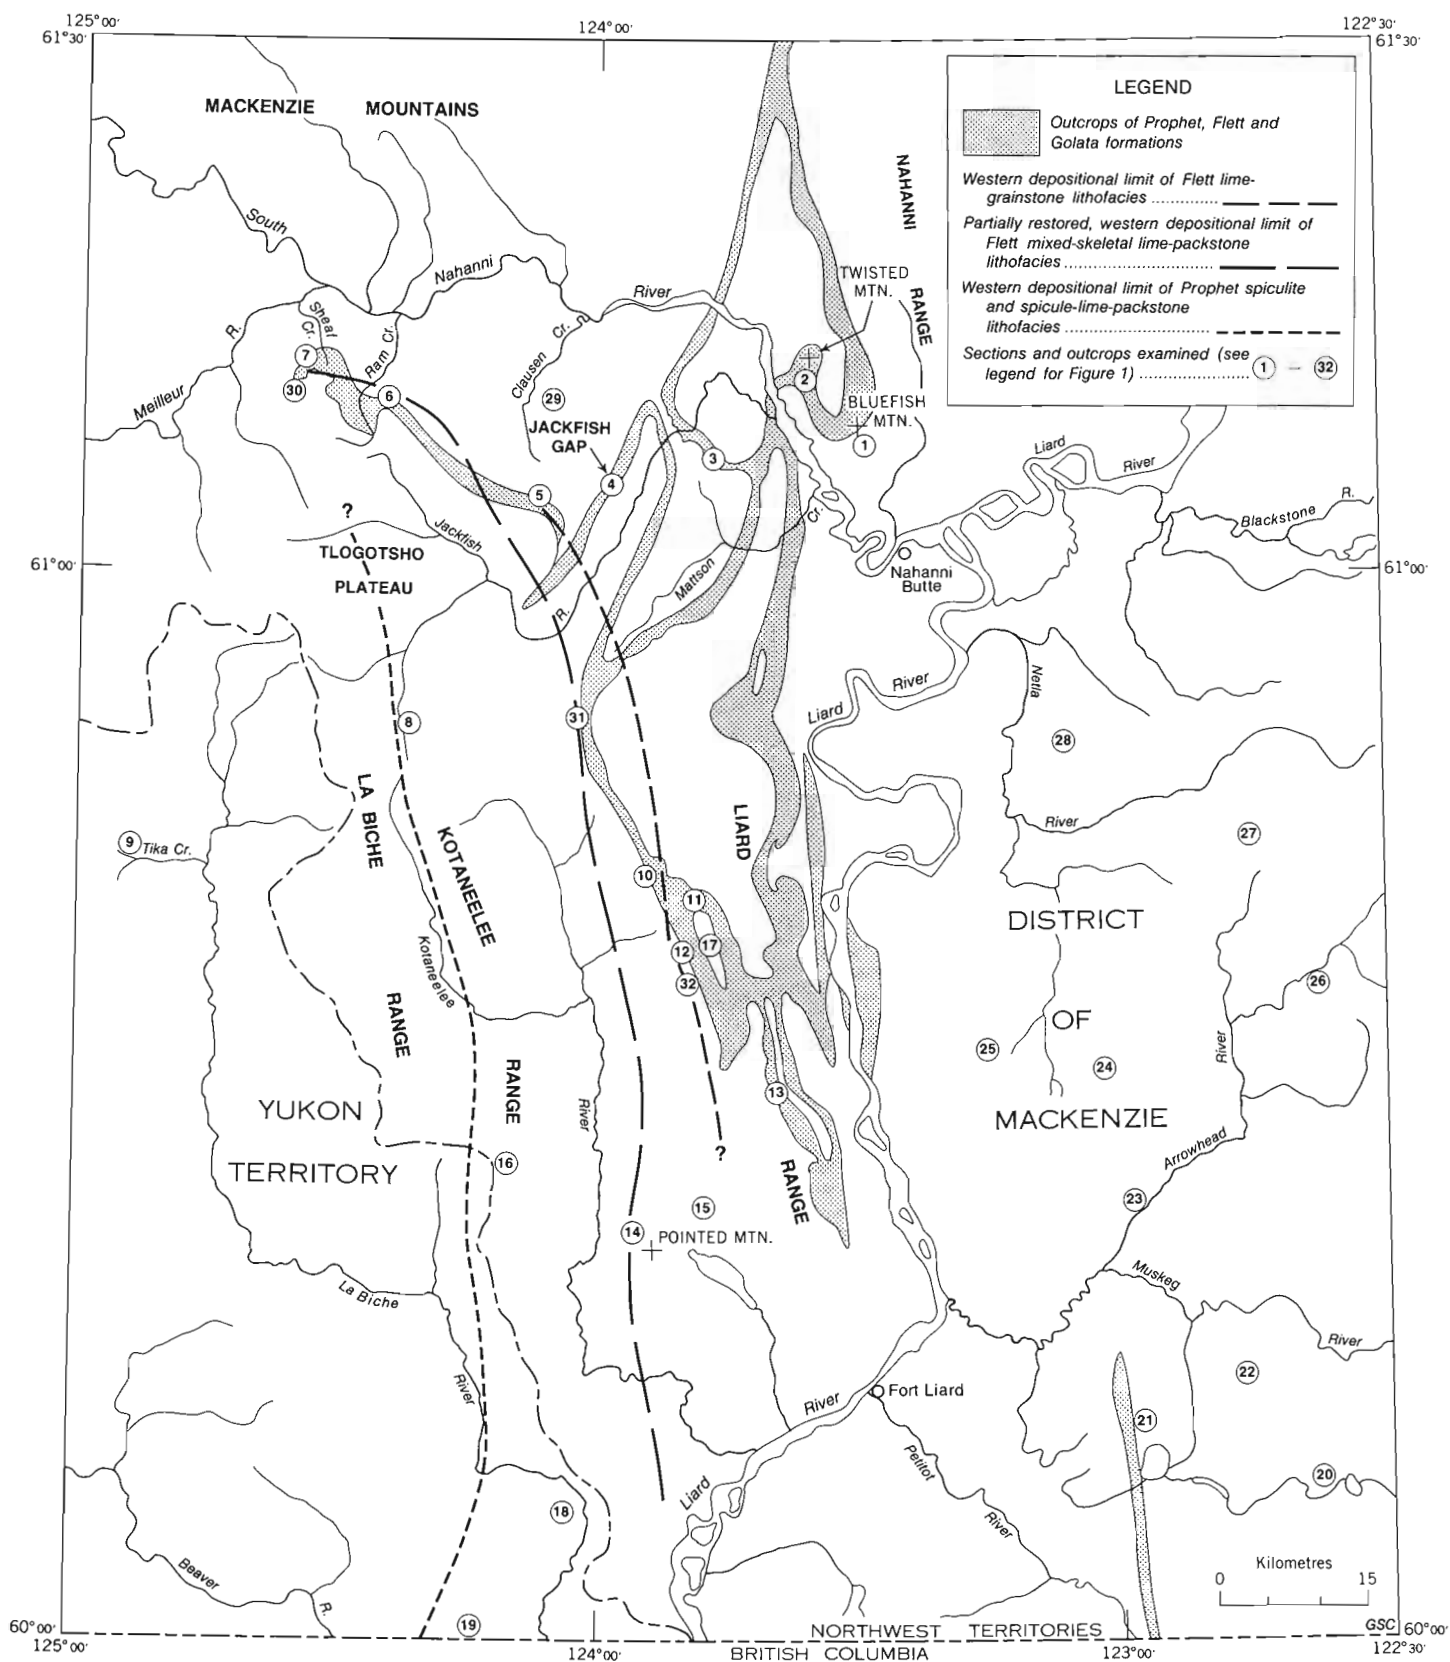 125°00'
124°00'
122°30'
61°30'
61°30'
LEGEND
Outcrops of Prophet, Flett and
Golata formations
Western depositional limit of Flett lime-
grainstone lithofacies
Partially restored, western depositional limit of
Flett mixed-skeletal lime-packstone
lithofacies
Western depositional limit of Prophet spiculite
and spicule-lime-packstone
lithofacies
Sections and outcrops examined (see
legend for Figure 1) 1 – 32
MACKENZIE MOUNTAINS
NAHANNI
RANGE
South
Nahanni
River
TWISTED
MTN.
Sheaf
Cr.
Ram Cr.
R.
Meilleur
Clausen Cr.
7
30
6
29
2
BLUEFISH
MTN.
1
JACKFISH
GAP
3
4
5
Liard
River
R.
Blackstone
?
Jackfish
R.
Cr.
Mattson
TLOGOTSHO
PLATEAU
61°00'
61°00'
Nahanni
Butte
River
Liard
Netla
8
31
28
LA BICHE
RANGE
KOTANEELEE
RANGE
LIARD
RANGE
River
27
9
Tika Cr.
10
11
12
17
32
Kotaneelee
River
DISTRICT
OF
MACKENZIE
26
25
24
River
13
YUKON
TERRITORY
16
?
Arrowhead
23
15
14
POINTED MTN.
Muskeg
River
La Biche
River
22
Fort Liard
River
21
20
Petitot
River
Liard
18
Beaver
R.
19
Kilometres
0 15
GSC
60°00'
60°00'
NORTHWEST TERRITORIES
BRITISH COLUMBIA
125°00'
124°00'
123°00'
122°30'